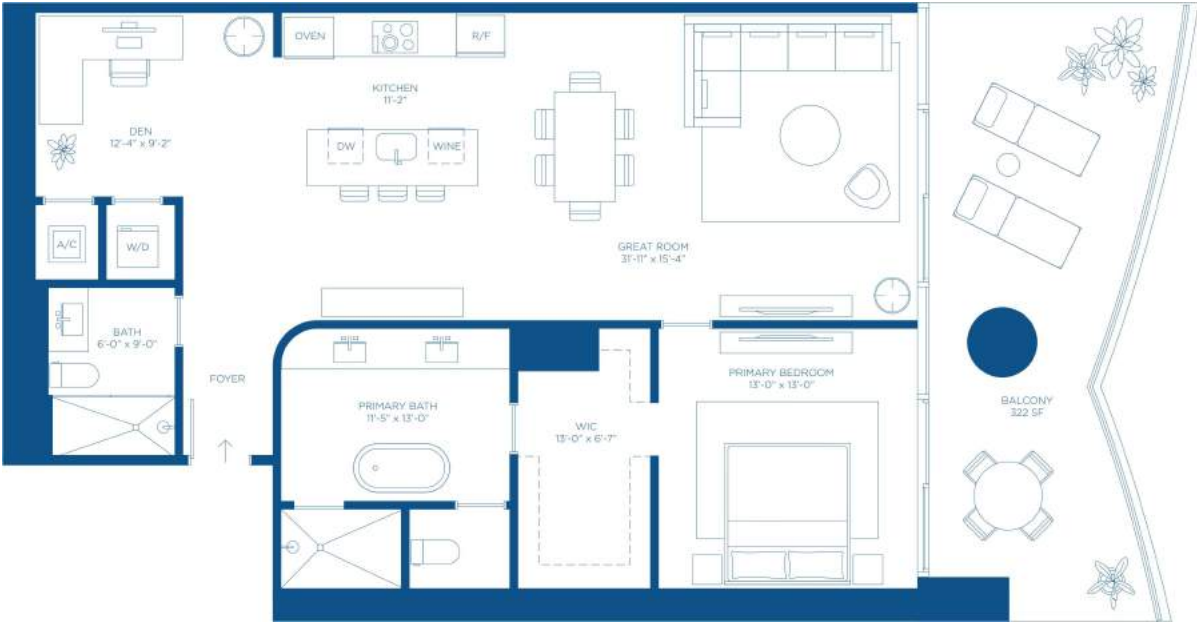 OVEN
R/F
KITCHEN
11'-2"
DEN
12'-4" x 9'-2"
DW
WINE
A/C
W/D
GREAT ROOM
31'-11" x 15'-4"
BATH
6'-0" x 9'-0"
FOYER
PRIMARY BEDROOM
13'-0" x 13'-0"
PRIMARY BATH
11'-5" x 13'-0"
WIC
13'-0" x 6'-7"
BALCONY
322 SF